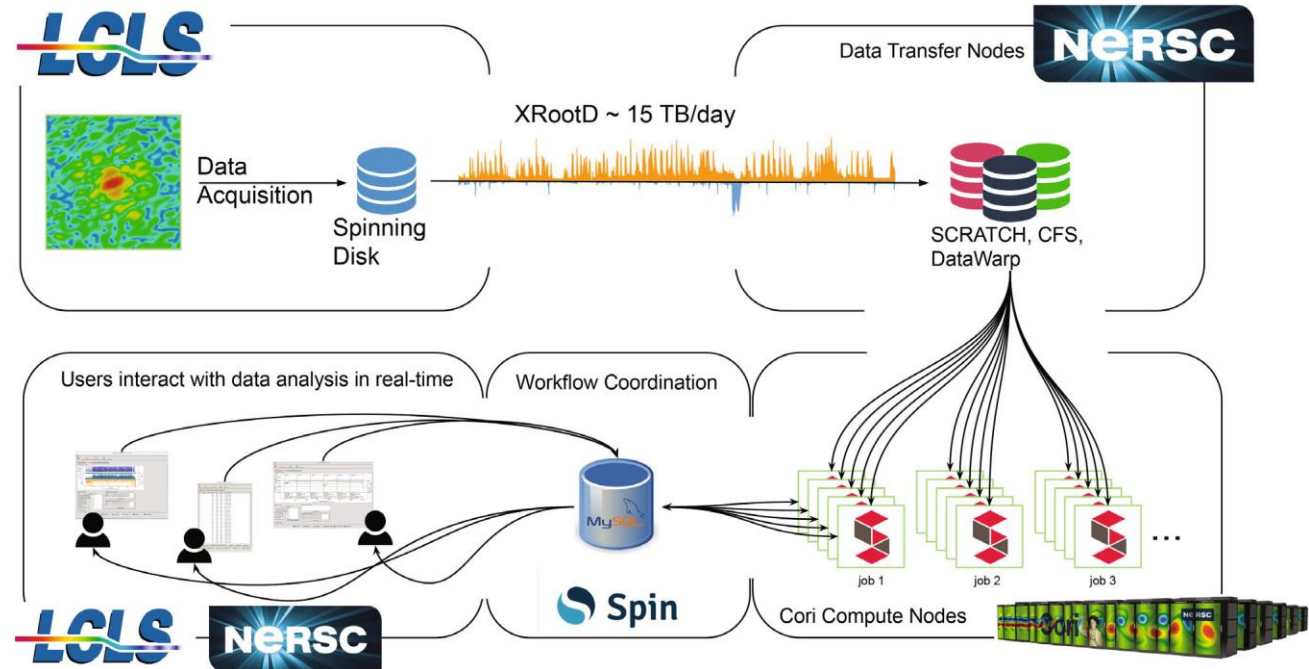 LCLS
Data Transfer Nodes
NERSC
XRootD ~ 15 TB/day
Data
Acquisition
Spinning
Disk
SCRATCH, CFS,
DataWarp
Users interact with data analysis in real-time
Workflow Coordination
MySQL
job 1
job 2
job 3
...
Spin
Cori Compute Nodes
LCLS
NERSC
cori
NERSC